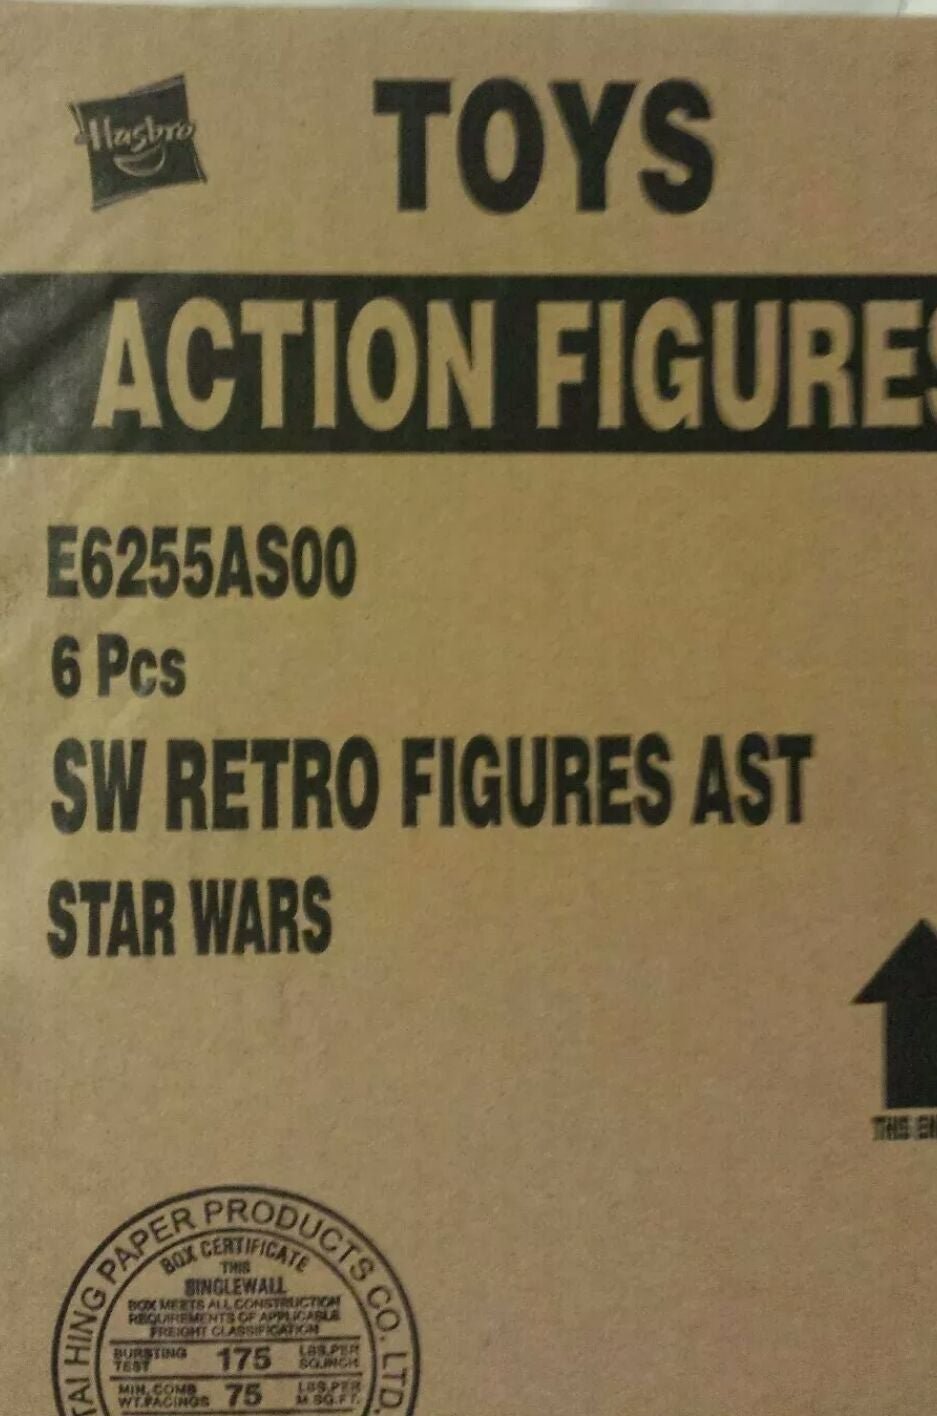 Hasbro
TOYS
ACTION FIGURES
E6255AS00
6 Pcs
SW RETRO FIGURES AST
STAR WARS
THIS
TAI HING PAPER PRODUCTS CO. LTD.
BOX CERTIFICATE
THIS
SINGLEWALL
BOX MEETS ALL CONSTRUCTION
REQUIREMENTS OF APPLICABLE
FREIGHT CLASSIFICATION
BURSTING TEST 175 LBS.PER SQ.INCH
MIN. COMB WT.FACINGS 75 LBS.PER M SQ.FT.